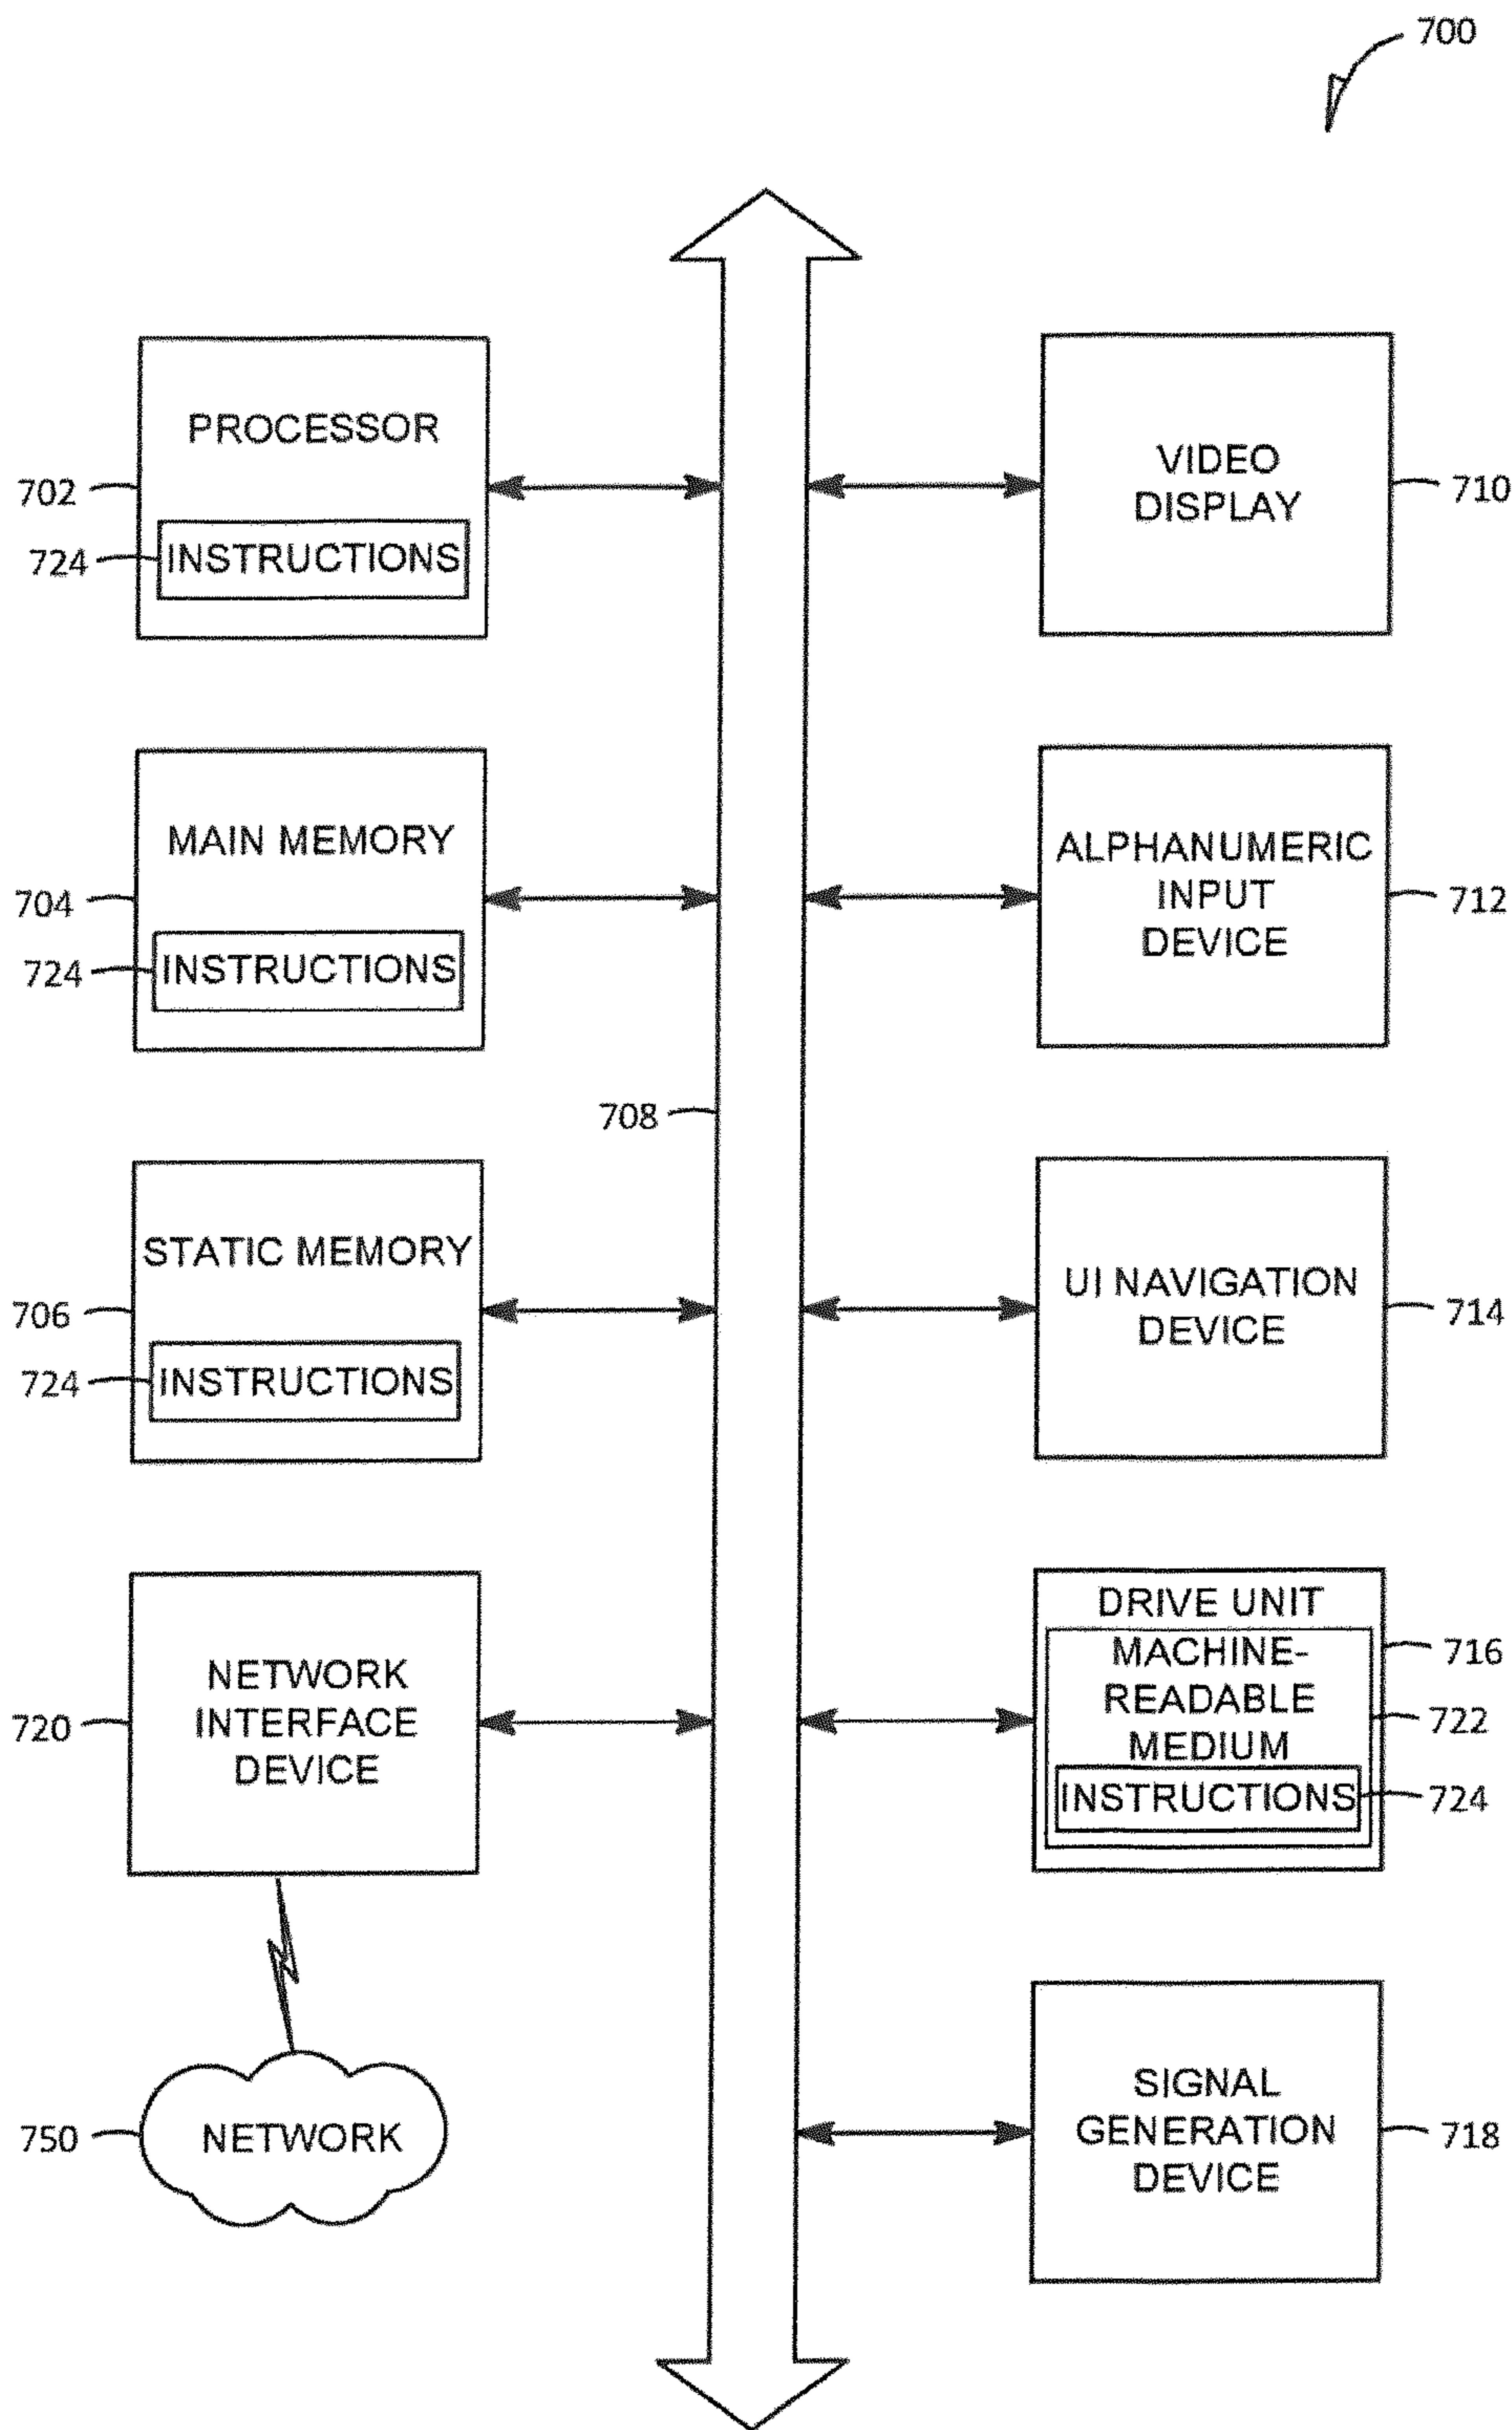 700
PROCESSOR
702
724
INSTRUCTIONS
MAIN MEMORY
704
724
INSTRUCTIONS
708
STATIC MEMORY
706
724
INSTRUCTIONS
NETWORK
INTERFACE
DEVICE
720
750
NETWORK
VIDEO
DISPLAY
710
ALPHANUMERIC
INPUT
DEVICE
712
UI NAVIGATION
DEVICE
714
DRIVE UNIT
716
MACHINE-
READABLE
MEDIUM
722
INSTRUCTIONS
724
SIGNAL
GENERATION
DEVICE
718